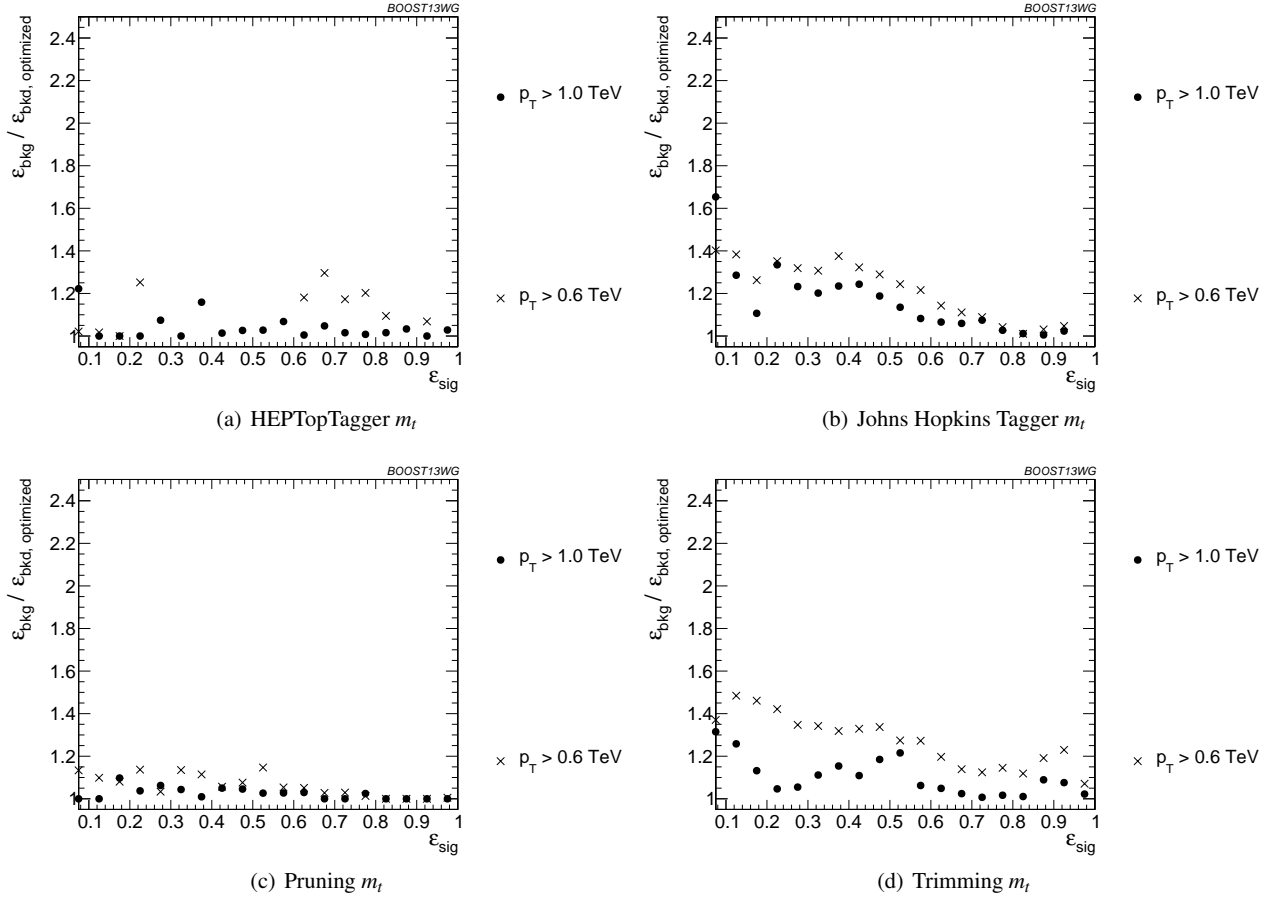 BOOST13WG
ε_bkg / ε_bkd, optimized
2.4
2.2
2
1.8
1.6
1.4
1.2
1
0.1 0.2 0.3 0.4 0.5 0.6 0.7 0.8 0.9 1
ε_sig
p_T > 1.0 TeV
p_T > 0.6 TeV
(a) HEPTopTagger m_t
BOOST13WG
ε_bkg / ε_bkd, optimized
2.4
2.2
2
1.8
1.6
1.4
1.2
1
0.1 0.2 0.3 0.4 0.5 0.6 0.7 0.8 0.9 1
ε_sig
p_T > 1.0 TeV
p_T > 0.6 TeV
(b) Johns Hopkins Tagger m_t
BOOST13WG
ε_bkg / ε_bkd, optimized
2.4
2.2
2
1.8
1.6
1.4
1.2
1
0.1 0.2 0.3 0.4 0.5 0.6 0.7 0.8 0.9 1
ε_sig
p_T > 1.0 TeV
p_T > 0.6 TeV
(c) Pruning m_t
BOOST13WG
ε_bkg / ε_bkd, optimized
2.4
2.2
2
1.8
1.6
1.4
1.2
1
0.1 0.2 0.3 0.4 0.5 0.6 0.7 0.8 0.9 1
ε_sig
p_T > 1.0 TeV
p_T > 0.6 TeV
(d) Trimming m_t